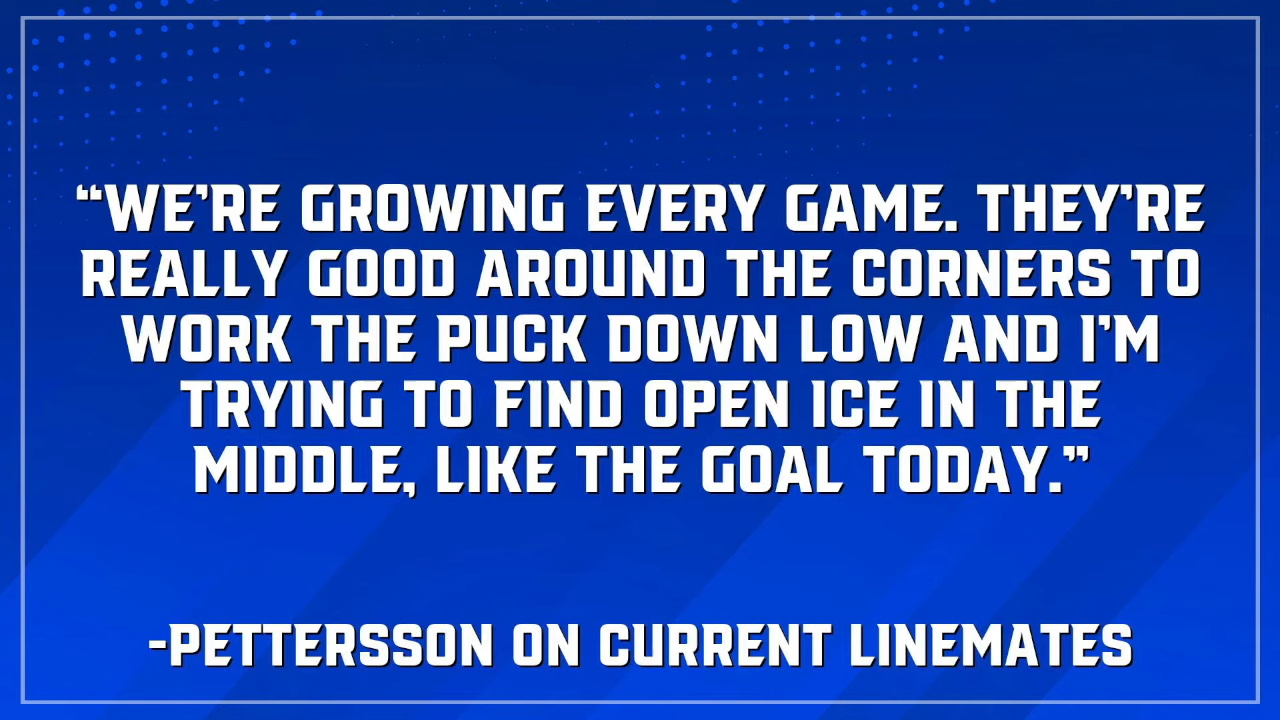 “WE’RE GROWING EVERY GAME. THEY’RE
REALLY GOOD AROUND THE CORNERS TO
WORK THE PUCK DOWN LOW AND I’M
TRYING TO FIND OPEN ICE IN THE
MIDDLE, LIKE THE GOAL TODAY.”
-PETTERSSON ON CURRENT LINEMATES